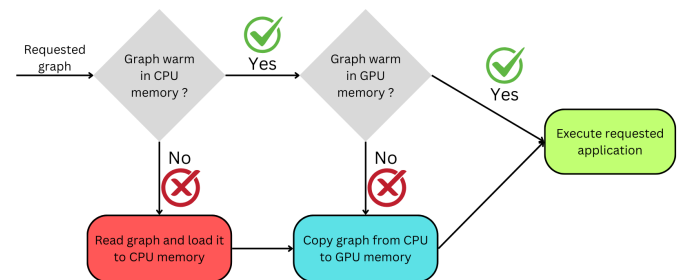 Requested
graph
Graph warm
in CPU
memory ?
Yes
Graph warm
in GPU
memory ?
Yes
Execute requested
application
No
No
Read graph and load it
to CPU memory
Copy graph from CPU
to GPU memory